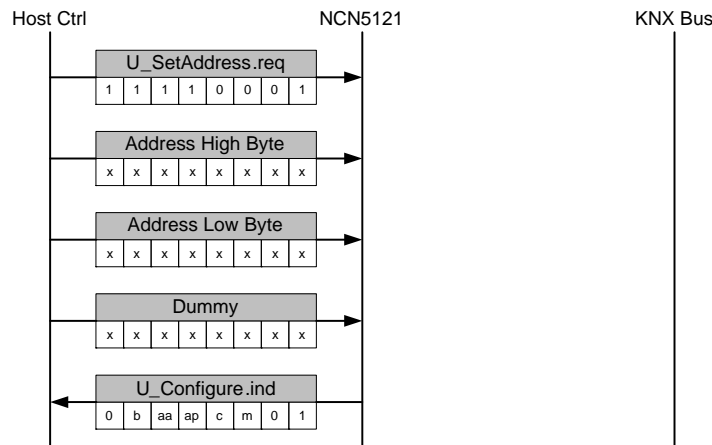 Host Ctrl NCN5121 KNX Bus
U_SetAddress.req
1 1 1 1 0 0 0 1
Address High Byte
x x x x x x x x
Address Low Byte
x x x x x x x x
Dummy
x x x x x x x x
U_Configure.ind
0 b aa ap c m 0 1